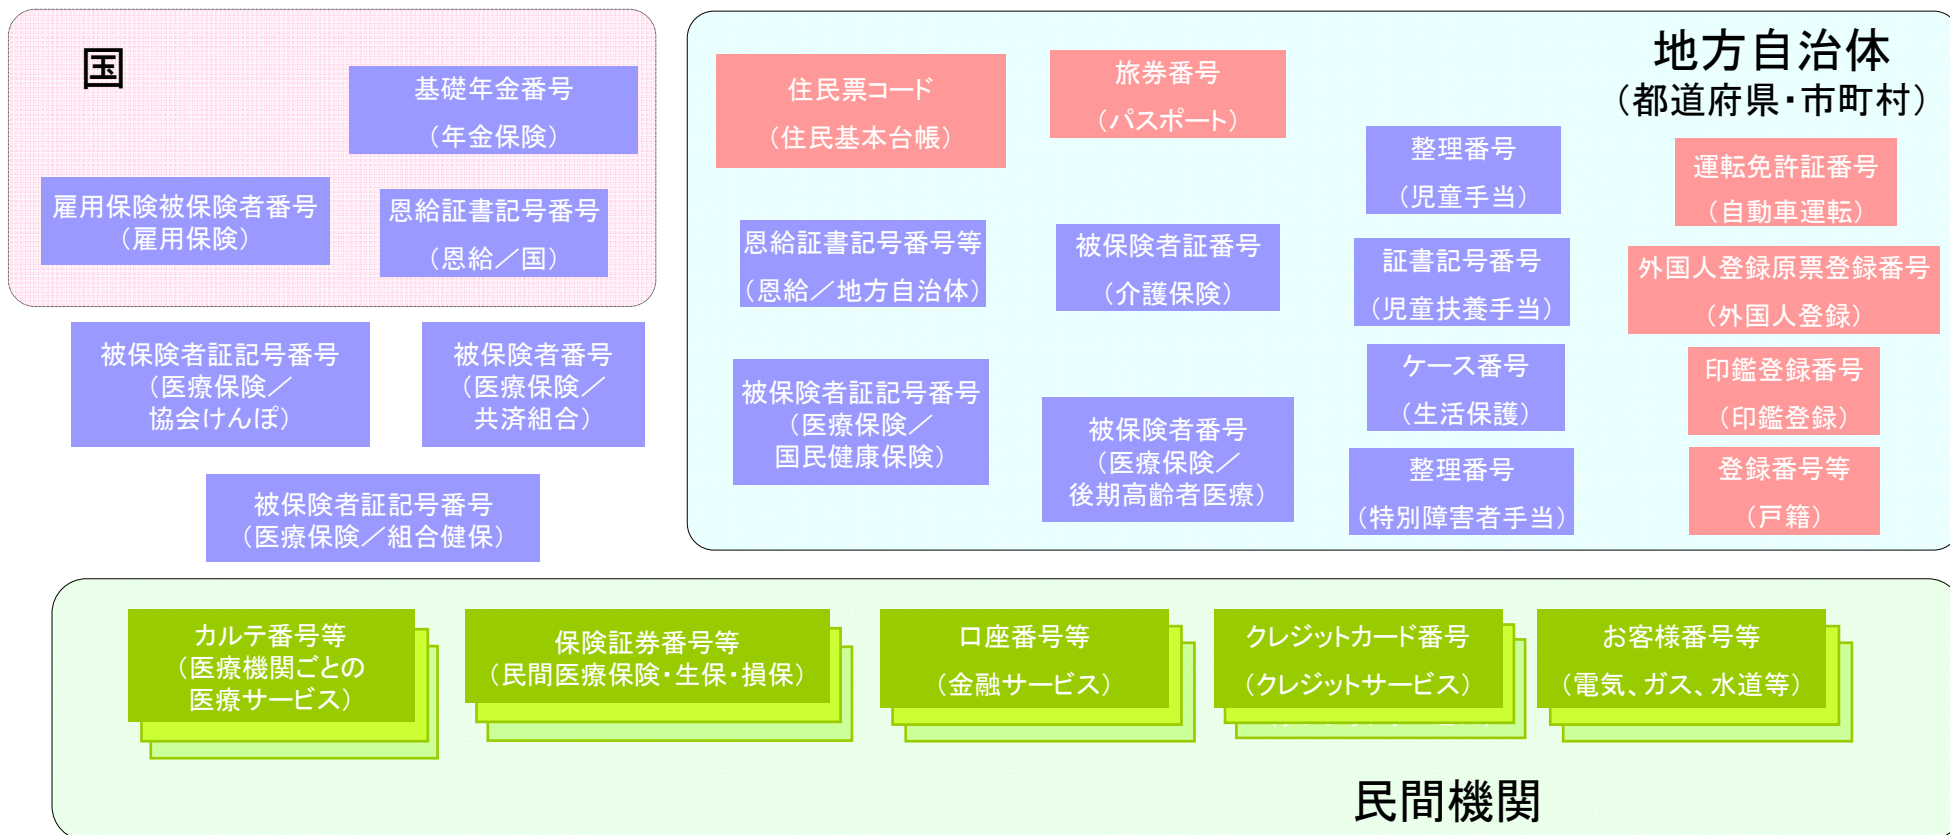 国
基礎年金番号
（年金保険）
雇用保険被保険者番号
（雇用保険）
恩給証書記号番号
（恩給／国）
被保険者証記号番号
（医療保険／
協会けんぽ）
被保険者番号
（医療保険／
共済組合）
被保険者証記号番号
（医療保険／組合健保）
地方自治体
（都道府県・市町村）
住民票コード
（住民基本台帳）
旅券番号
（パスポート）
整理番号
（児童手当）
運転免許証番号
（自動車運転）
恩給証書記号番号等
（恩給／地方自治体）
被保険者証番号
（介護保険）
証書記号番号
（児童扶養手当）
外国人登録原票登録番号
（外国人登録）
被保険者証記号番号
（医療保険／
国民健康保険）
被保険者番号
（医療保険／
後期高齢者医療）
ケース番号
（生活保護）
印鑑登録番号
（印鑑登録）
整理番号
（特別障害者手当）
登録番号等
（戸籍）
カルテ番号等
（医療機関ごとの
医療サービス）
保険証券番号等
（民間医療保険・生保・損保）
口座番号等
（金融サービス）
クレジットカード番号
（クレジットサービス）
お客様番号等
（電気、ガス、水道等）
民間機関